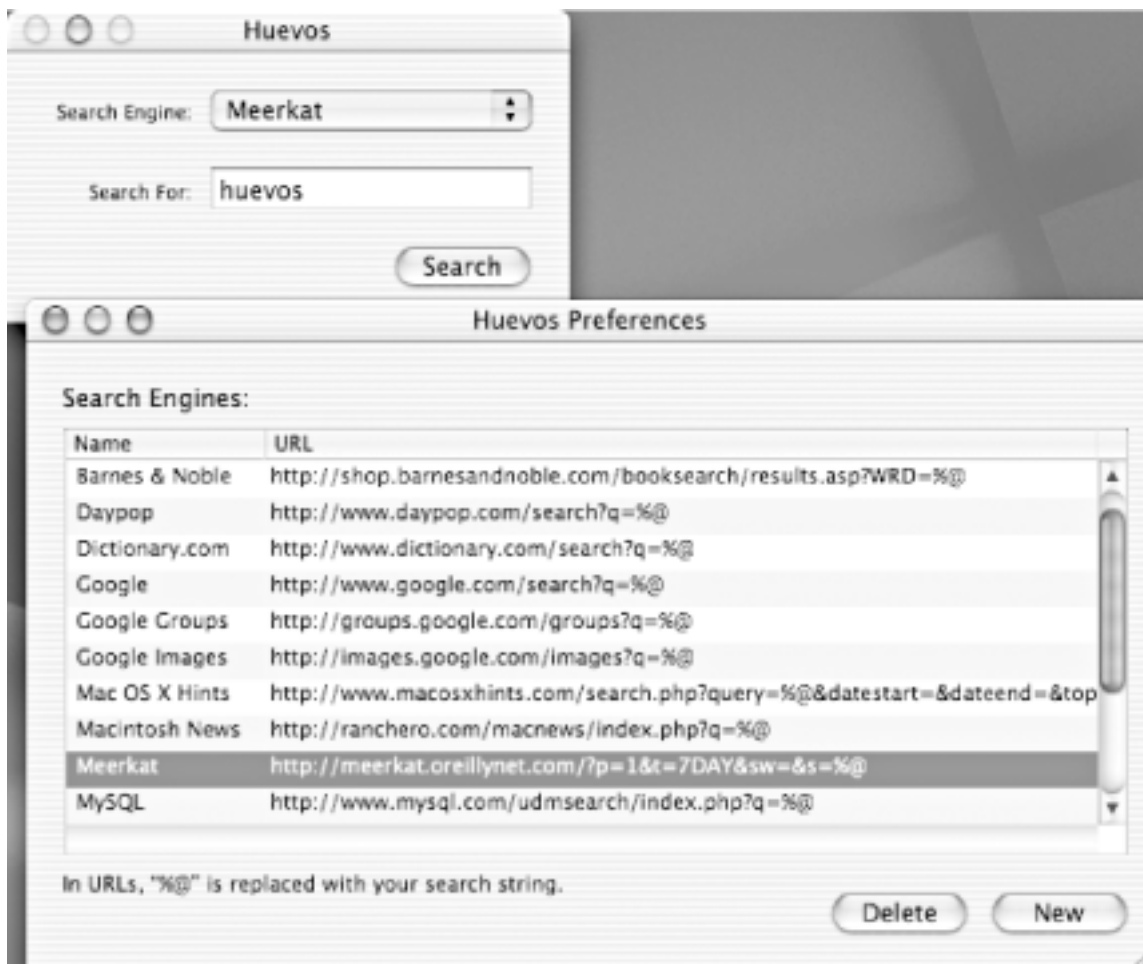 Huevos
Search Engine: Meerkat
Search For: huevos
Search
Huevos Preferences
Search Engines:
Name URL
Barnes & Noble http://shop.barnesandnoble.com/booksearch/results.asp?WRD=%@
Daypop http://www.daypop.com/search?q=%@
Dictionary.com http://www.dictionary.com/search?q=%@
Google http://www.google.com/search?q=%@
Google Groups http://groups.google.com/groups?q=%@
Google Images http://images.google.com/images?q=%@
Mac OS X Hints http://www.macosxhints.com/search.php?query=%@&datestart=&dateend=&top
Macintosh News http://ranchero.com/macnews/index.php?q=%@
Meerkat http://meerkat.oreillynet.com/?p=1&t=7DAY&sw=&s=%@
MySQL http://www.mysql.com/udmsearch/index.php?q=%@
In URLs, "%@" is replaced with your search string.
Delete New